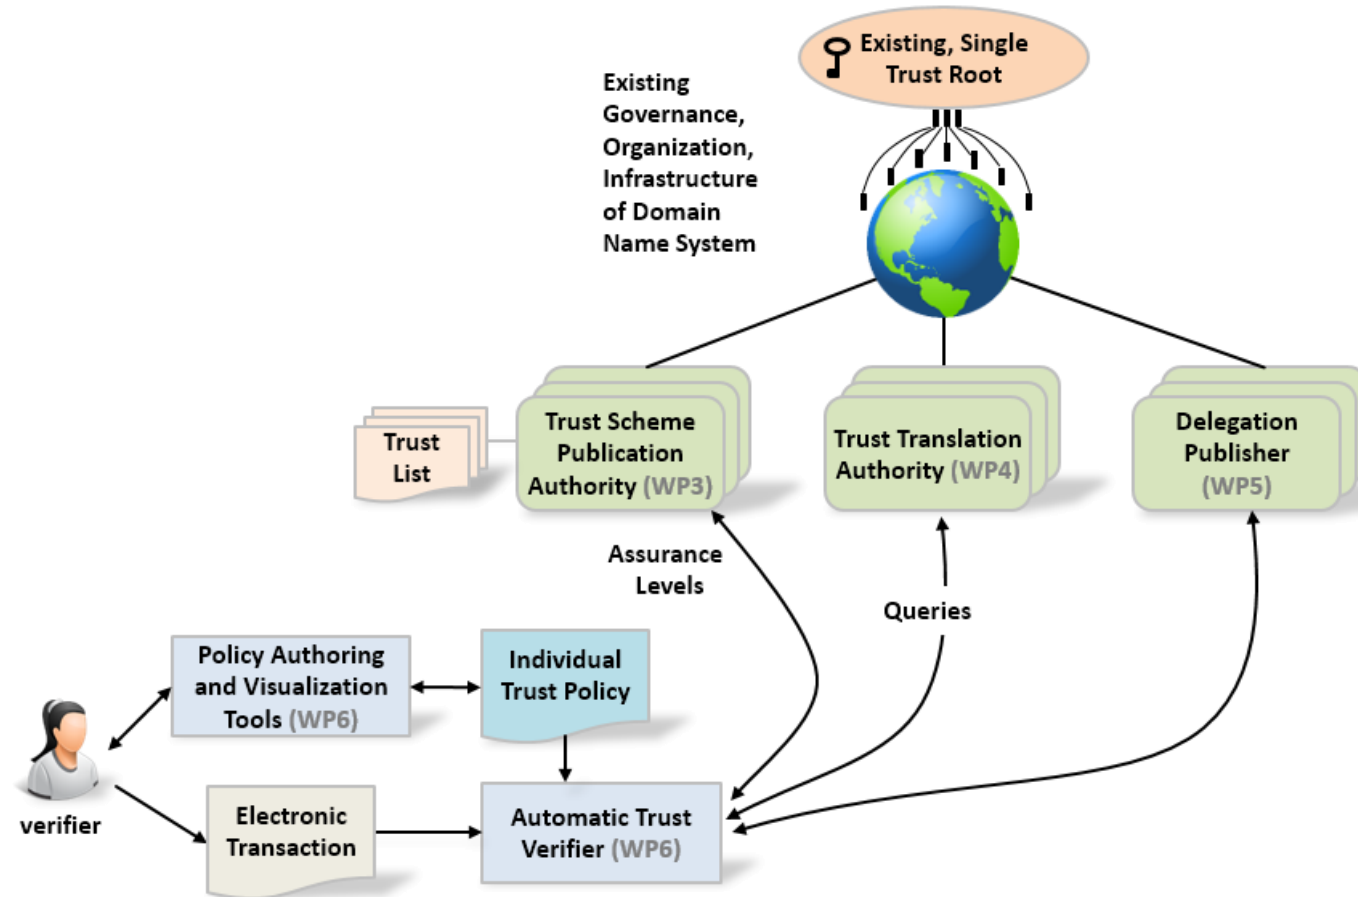 Existing, Single
Trust Root
Existing
Governance,
Organization,
Infrastructure
of Domain
Name System
Trust
List
Trust Scheme
Publication
Authority (WP3)
Trust Translation
Authority (WP4)
Delegation
Publisher
(WP5)
Assurance
Levels
Queries
Policy Authoring
and Visualization
Tools (WP6)
Individual
Trust Policy
verifier
Electronic
Transaction
Automatic Trust
Verifier (WP6)